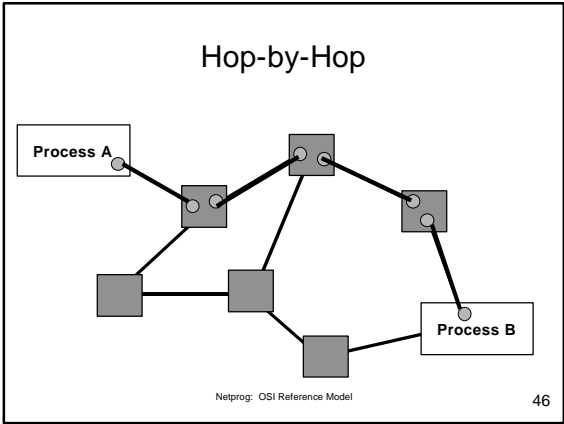 Hop-by-Hop
Process A
Process B
Netprog: OSI Reference Model
46